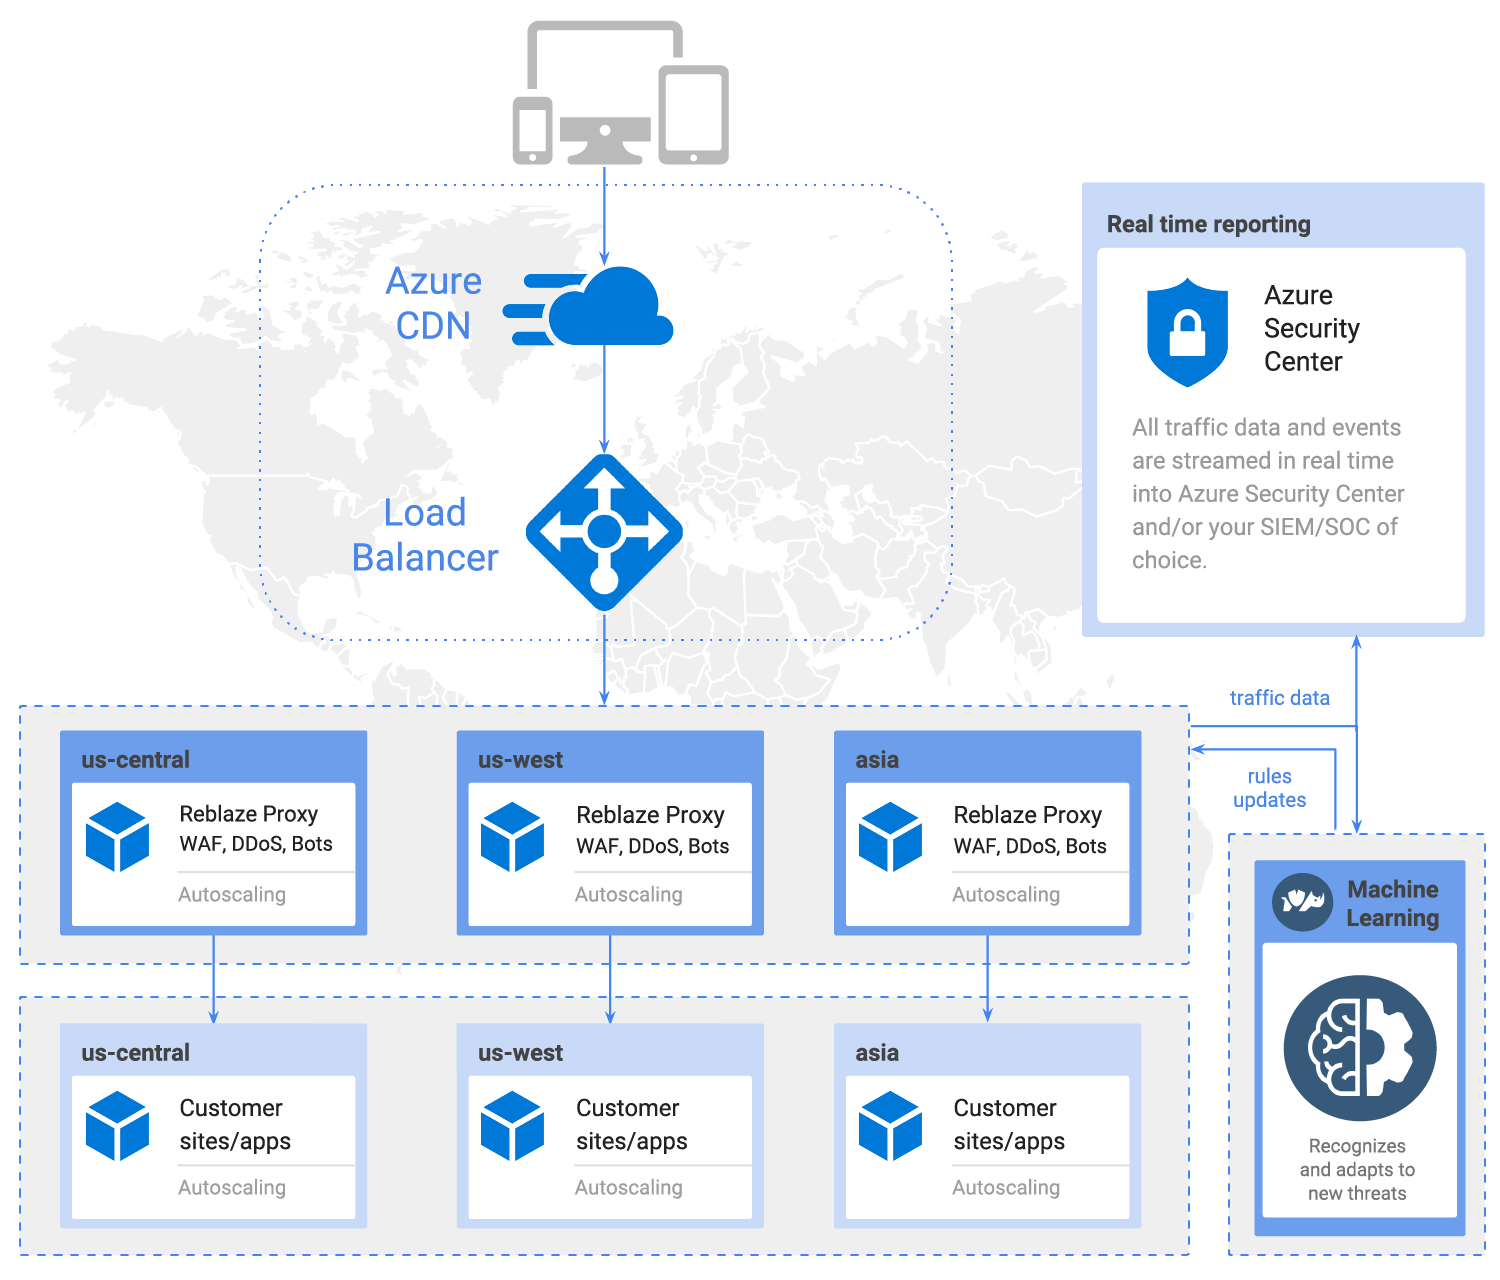 Azure
CDN
Load
Balancer
Real time reporting
Azure
Security
Center
All traffic data and events
are streamed in real time
into Azure Security Center
and/or your SIEM/SOC of
choice.
traffic data
rules
updates
us-central
Reblaze Proxy
WAF, DDoS, Bots
Autoscaling
us-west
Reblaze Proxy
WAF, DDoS, Bots
Autoscaling
asia
Reblaze Proxy
WAF, DDoS, Bots
Autoscaling
us-central
Customer
sites/apps
Autoscaling
us-west
Customer
sites/apps
Autoscaling
asia
Customer
sites/apps
Autoscaling
Machine
Learning
Recognizes
and adapts to
new threats